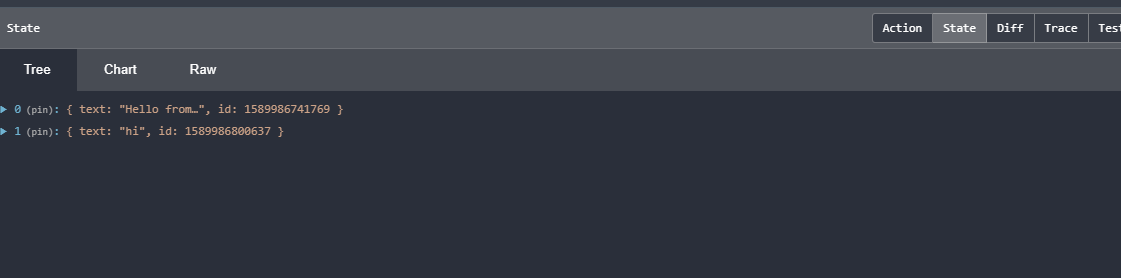 State
Action State Diff Trace Test
Tree Chart Raw
0 (pin): { text: "Hello from…", id: 1589986741769 }
1 (pin): { text: "hi", id: 1589986800637 }